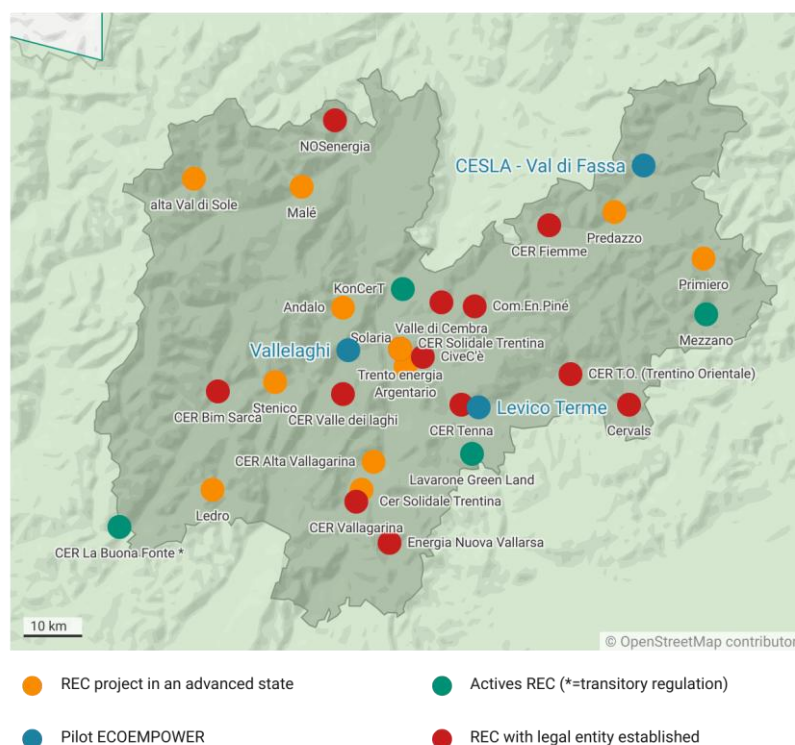 NOSenergia
CESLA - Val di Fassa
alta Val di Sole
Malé
Predazzo
CER Fiemme
Primiero
KonCerT
Andalo
Valle di Cembra
Com.En.Piné
Mezzano
Solaria
CER Solidale Trentina
Vallelaghi
CiveC'è
Trento energia
CER T.O. (Trentino Orientale)
Argentario
Stenico
CER Bim Sarca
CER Valle dei laghi
Levico Terme
CER Tenna
Cervals
CER Alta Vallagarina
Lavarone Green Land
Cer Solidale Trentina
Ledro
CER Vallagarina
Energia Nuova Vallarsa
CER La Buona Fonte *
10 km
© OpenStreetMap contributor
REC project in an advanced state
Actives REC (*=transitory regulation)
Pilot ECOEMPOWER
REC with legal entity established